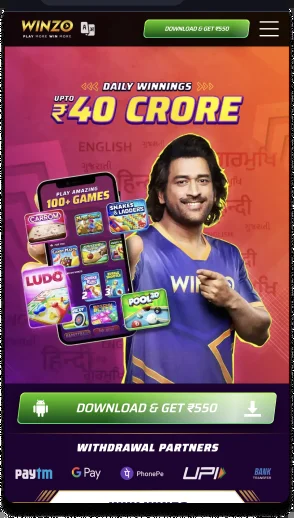 WINZO
PLAY MORE WIN MORE
DOWNLOAD & GET ₹550
DAILY WINNINGS
UPTO
₹40 CRORE
ENGLISH
हिन्दी
PLAY AMAZING
100+ GAMES
CARROM
SNAKES & LADDERS
LUDO
POOL 3D
WINZO
DOWNLOAD & GET ₹550
WITHDRAWAL PARTNERS
paytm
G Pay
PhonePe
UPI
BANK
TRANSFER